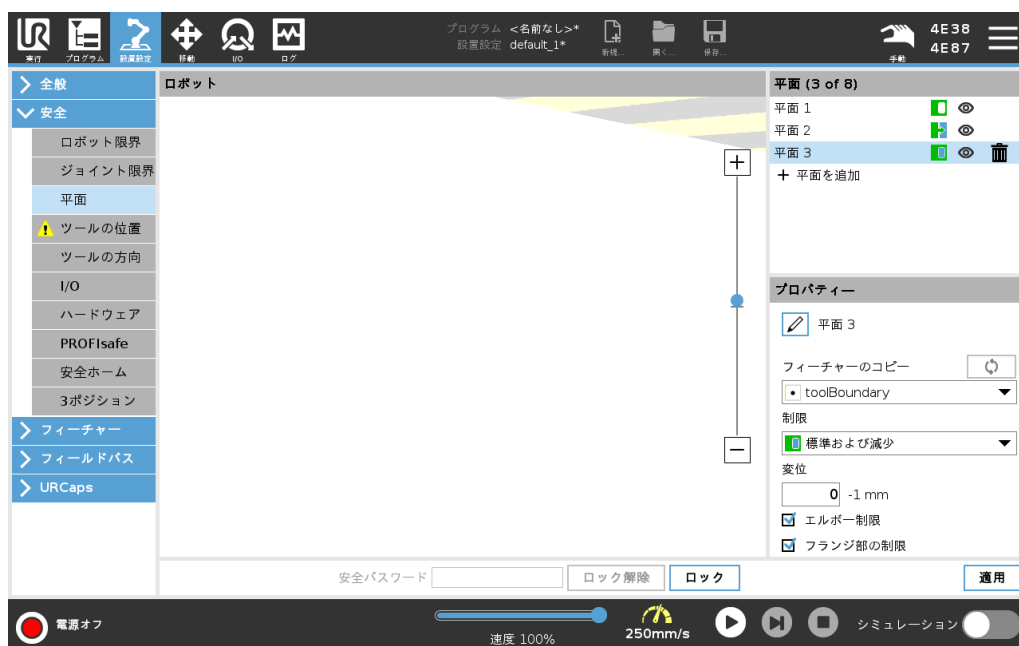 プログラム <名前なし>*
設置設定 default_1*
実行
プログラム
設置設定
移動
I/O
ログ
新規...
開く...
保存...
手動
4E38
4E87
全般
安全
ロボット限界
ジョイント限界
平面
ツールの位置
ツールの方向
I/O
ハードウェア
PROFIsafe
安全ホーム
3ポジション
フィーチャー
フィールドバス
URCaps
ロボット
平面 (3 of 8)
平面 1
平面 2
平面 3
+ 平面を追加
プロパティー
平面 3
フィーチャーのコピー
toolBoundary
制限
標準および減少
変位
0 -1 mm
エルボー制限
フランジ部の制限
安全パスワード
ロック解除
ロック
適用
電源オフ
速度 100%
250mm/s
シミュレーション